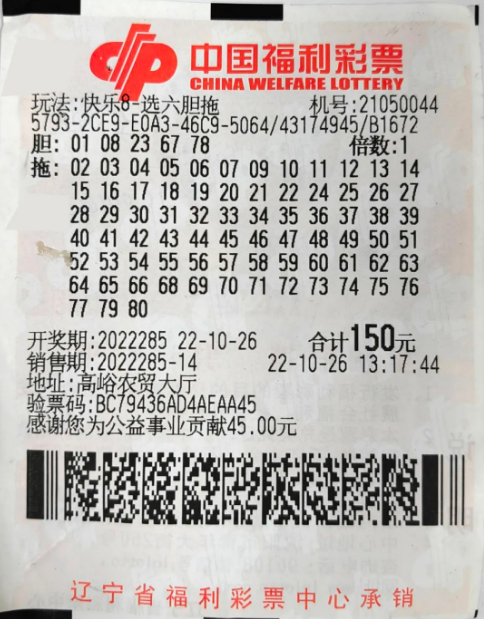 中国福利彩票
CHINA WELFARE LOTTERY
玩法:快乐8-选六胆拖 机号:21050044
5793-2CE9-E0A3-46C9-5064/43174945/B1672
胆: 01 08 23 67 78 倍数:1
拖: 02 03 04 05 06 07 09 10 11 12 13 14
15 16 17 18 19 20 21 22 24 25 26 27
28 29 30 31 32 33 34 35 36 37 38 39
40 41 42 43 44 45 46 47 48 49 50 51
52 53 54 55 56 57 58 59 60 61 62 63
64 65 66 68 69 70 71 72 73 74 75 76
77 79 80
开奖期:2022285 22-10-26 合计150元
销售期:2022285-14 22-10-26 13:17:44
地址:高峪农贸大厅
验票码:BC79436AD4AEAA45
感谢您为公益事业贡献45.00元
辽宁省福利彩票中心承销